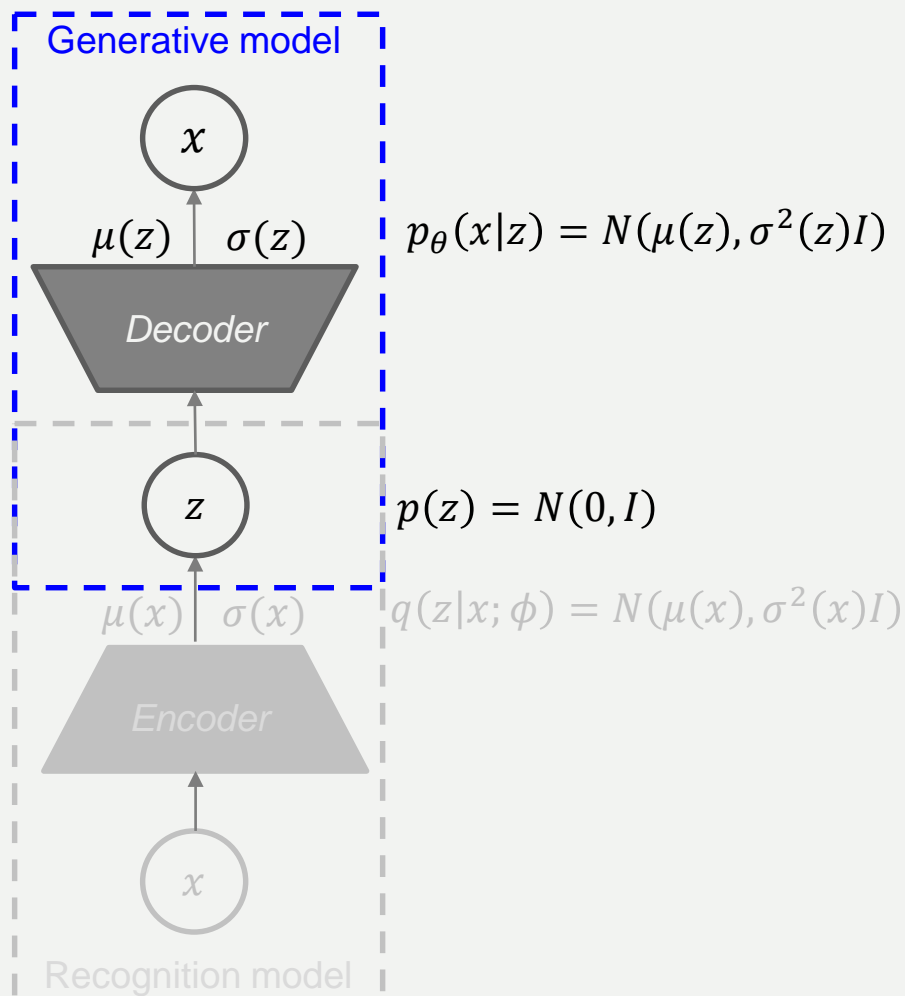 Generative model
x
μ(z) σ(z)
p_θ(x|z) = N(μ(z), σ²(z)I)
Decoder
z
p(z) = N(0, I)
μ(x) σ(x)
q(z|x; ϕ) = N(μ(x), σ²(x)I)
Encoder
x
Recognition model